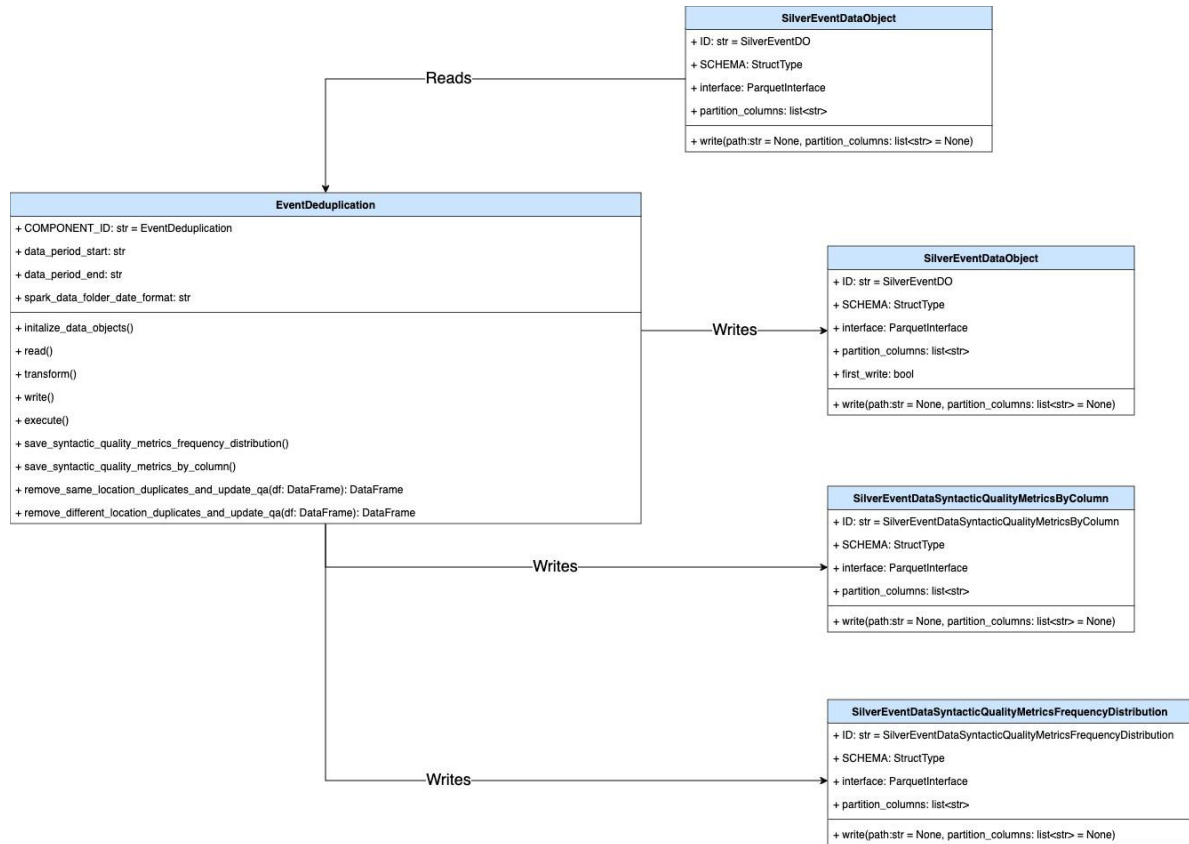 SilverEventDataObject
+ ID: str = SilverEventDO
+ SCHEMA: StructType
+ interface: ParquetInterface
+ partition_columns: list<str>
+ write(path:str = None, partition_columns: list<str> = None)
Reads
EventDeduplication
+ COMPONENT_ID: str = EventDeduplication
+ data_period_start: str
+ data_period_end: str
+ spark_data_folder_date_format: str
+ initalize_data_objects()
+ read()
+ transform()
+ write()
+ execute()
+ save_syntactic_quality_metrics_frequency_distribution()
+ save_syntactic_quality_metrics_by_column()
+ remove_same_location_duplicates_and_update_qa(df: DataFrame): DataFrame
+ remove_different_location_duplicates_and_update_qa(df: DataFrame): DataFrame
Writes
SilverEventDataObject
+ ID: str = SilverEventDO
+ SCHEMA: StructType
+ interface: ParquetInterface
+ partition_columns: list<str>
+ first_write: bool
+ write(path:str = None, partition_columns: list<str> = None)
Writes
SilverEventDataSyntacticQualityMetricsByColumn
+ ID: str = SilverEventDataSyntacticQualityMetricsByColumn
+ SCHEMA: StructType
+ interface: ParquetInterface
+ partition_columns: list<str>
+ write(path:str = None, partition_columns: list<str> = None)
Writes
SilverEventDataSyntacticQualityMetricsFrequencyDistribution
+ ID: str = SilverEventDataSyntacticQualityMetricsFrequencyDistribution
+ SCHEMA: StructType
+ interface: ParquetInterface
+ partition_columns: list<str>
+ write(path:str = None, partition_columns: list<str> = None)